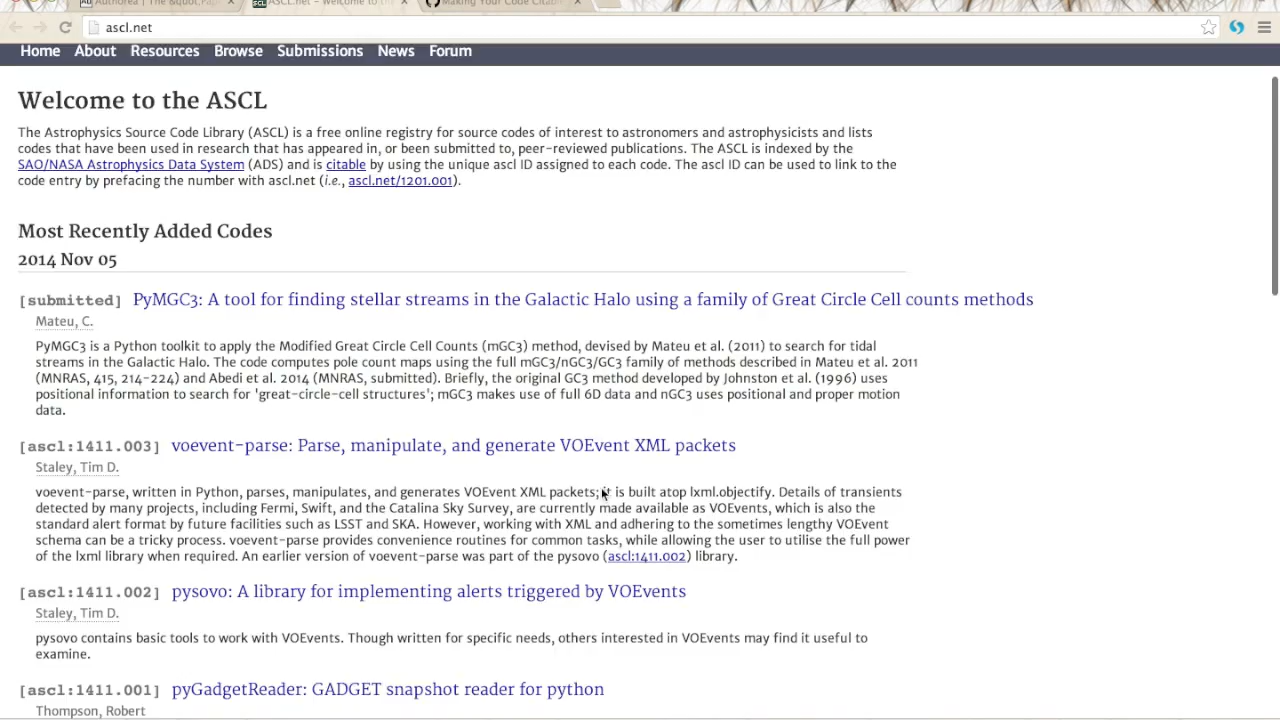 Authorea | The &quot;Pap
ASCL.net - Welcome to th
Making Your Code Citabl
ascl.net
Home About Resources Browse Submissions News Forum
Welcome to the ASCL
The Astrophysics Source Code Library (ASCL) is a free online registry for source codes of interest to astronomers and astrophysicists and lists
codes that have been used in research that has appeared in, or been submitted to, peer-reviewed publications. The ASCL is indexed by the
SAO/NASA Astrophysics Data System (ADS) and is citable by using the unique ascl ID assigned to each code. The ascl ID can be used to link to the
code entry by prefacing the number with ascl.net (i.e., ascl.net/1201.001).
Most Recently Added Codes
2014 Nov 05
[submitted] PyMGC3: A tool for finding stellar streams in the Galactic Halo using a family of Great Circle Cell counts methods
Mateu, C.
PyMGC3 is a Python toolkit to apply the Modified Great Circle Cell Counts (mGC3) method, devised by Mateu et al. (2011) to search for tidal
streams in the Galactic Halo. The code computes pole count maps using the full mGC3/nGC3/GC3 family of methods described in Mateu et al. 2011
(MNRAS, 415, 214-224) and Abedi et al. 2014 (MNRAS, submitted). Briefly, the original GC3 method developed by Johnston et al. (1996) uses
positional information to search for 'great-circle-cell structures'; mGC3 makes use of full 6D data and nGC3 uses positional and proper motion
data.
[ascl:1411.003] voevent-parse: Parse, manipulate, and generate VOEvent XML packets
Staley, Tim D.
voevent-parse, written in Python, parses, manipulates, and generates VOEvent XML packets; it is built atop lxml.objectify. Details of transients
detected by many projects, including Fermi, Swift, and the Catalina Sky Survey, are currently made available as VOEvents, which is also the
standard alert format by future facilities such as LSST and SKA. However, working with XML and adhering to the sometimes lengthy VOEvent
schema can be a tricky process. voevent-parse provides convenience routines for common tasks, while allowing the user to utilise the full power
of the lxml library when required. An earlier version of voevent-parse was part of the pysovo (ascl:1411.002) library.
[ascl:1411.002] pysovo: A library for implementing alerts triggered by VOEvents
Staley, Tim D.
pysovo contains basic tools to work with VOEvents. Though written for specific needs, others interested in VOEvents may find it useful to
examine.
[ascl:1411.001] pyGadgetReader: GADGET snapshot reader for python
Thompson, Robert